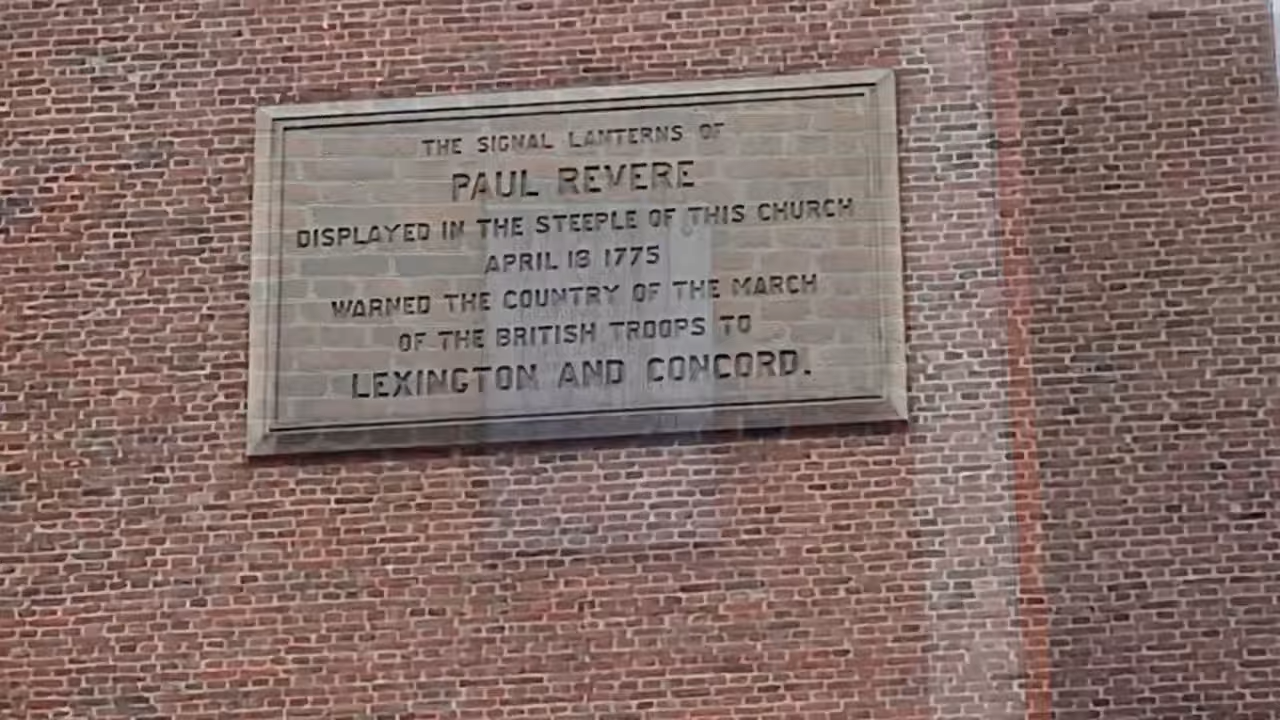 THE SIGNAL LANTERNS OF
PAUL REVERE
DISPLAYED IN THE STEEPLE OF THIS CHURCH
APRIL 18 1775
WARNED THE COUNTRY OF THE MARCH
OF THE BRITISH TROOPS TO
LEXINGTON AND CONCORD.